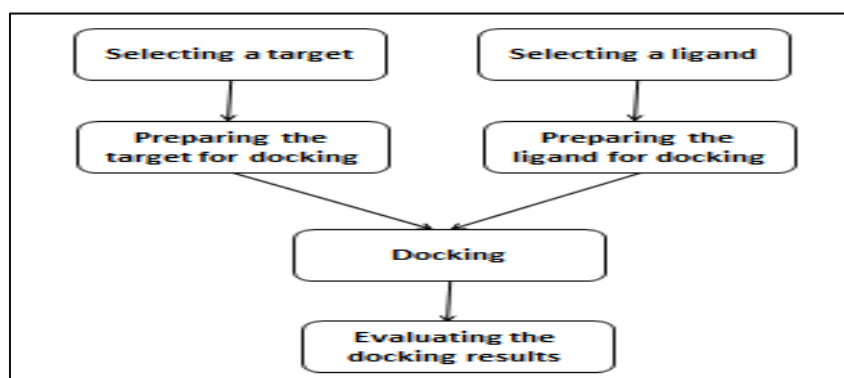 Selecting a target
Selecting a ligand
Preparing the
target for docking
Preparing the
ligand for docking
Docking
Evaluating the
docking results